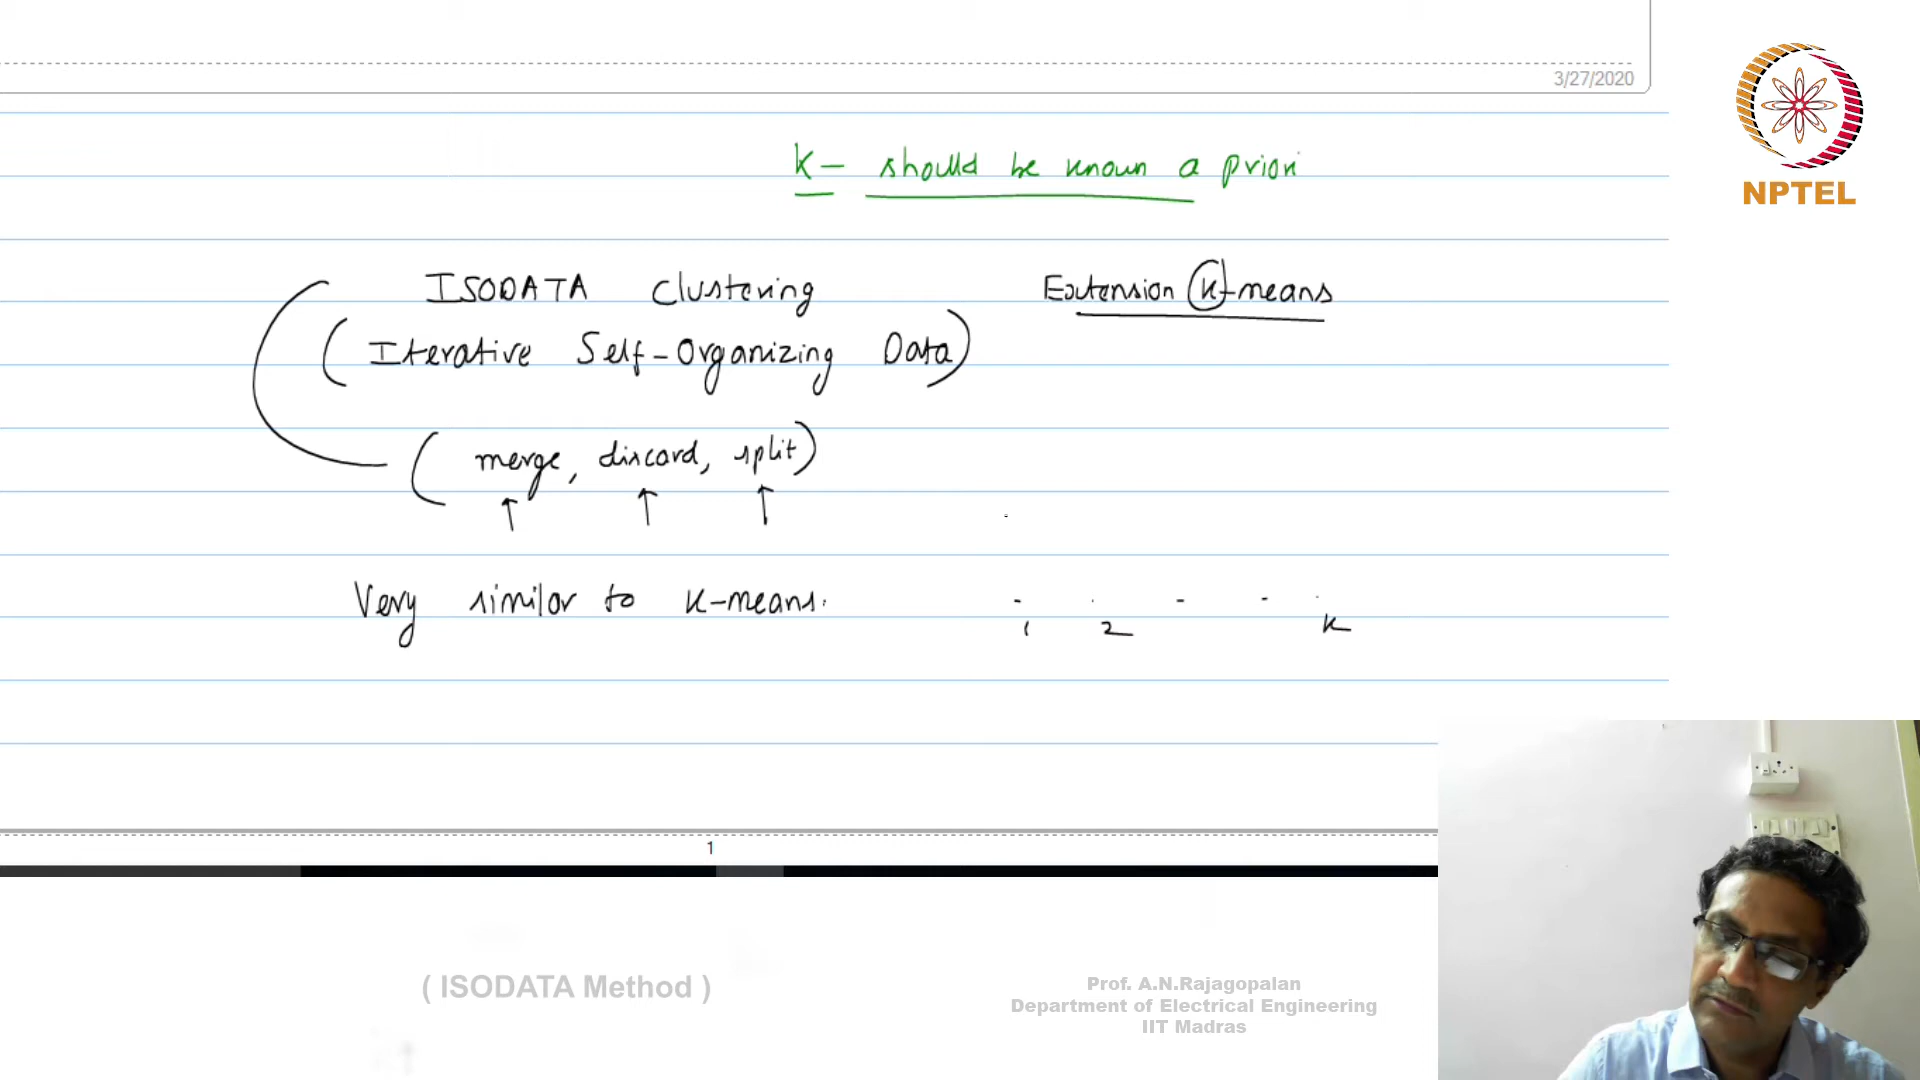 3/27/2020
NPTEL
K- should be known a priori
ISODATA Clustering Extension K-means
(Iterative Self-Organizing Data)
(merge, discard, split)
Very similar to K-means.
1 2 K
1
( ISODATA Method )
Prof. A.N.Rajagopalan
Department of Electrical Engineering
IIT Madras